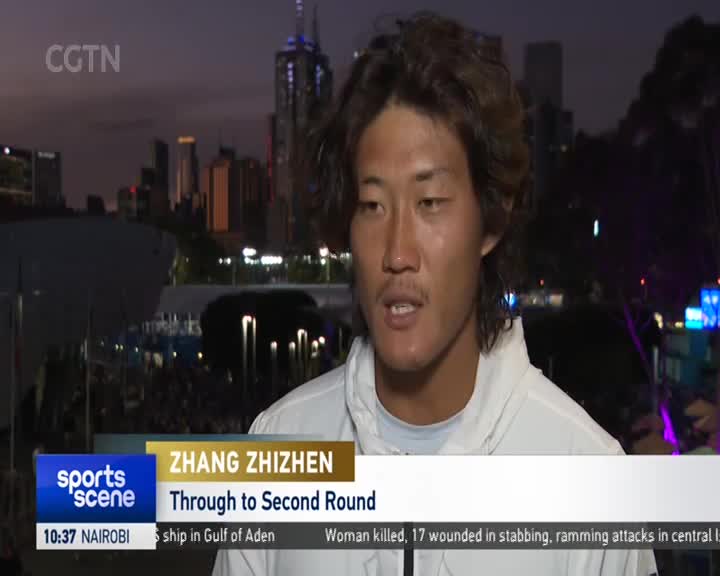 CGTN
ZHANG ZHIZHEN
sports
scene
Through to Second Round
10:37 NAIROBI
ship in Gulf of Aden
Woman killed, 17 wounded in stabbing, ramming attacks in central